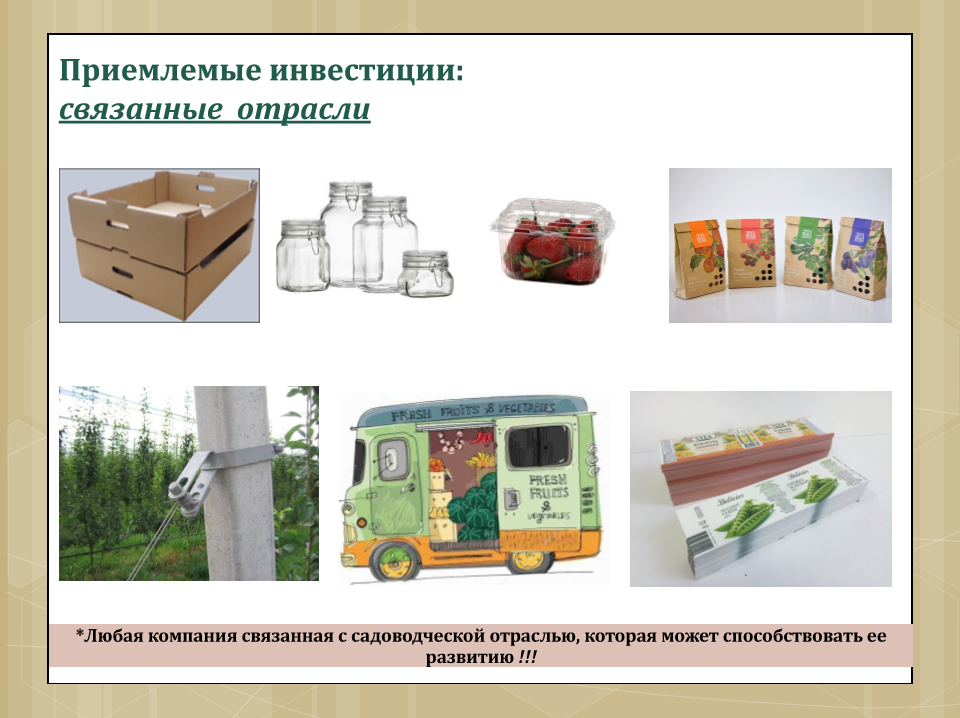 Приемлемые инвестиции:
связанные отрасли
FRESH FRUITS & VEGETABLES
FRESH
FRUITS
&
VEGETABLES
Delicios
*Любая компания связанная с садоводческой отраслью, которая может способствовать ее
развитию !!!